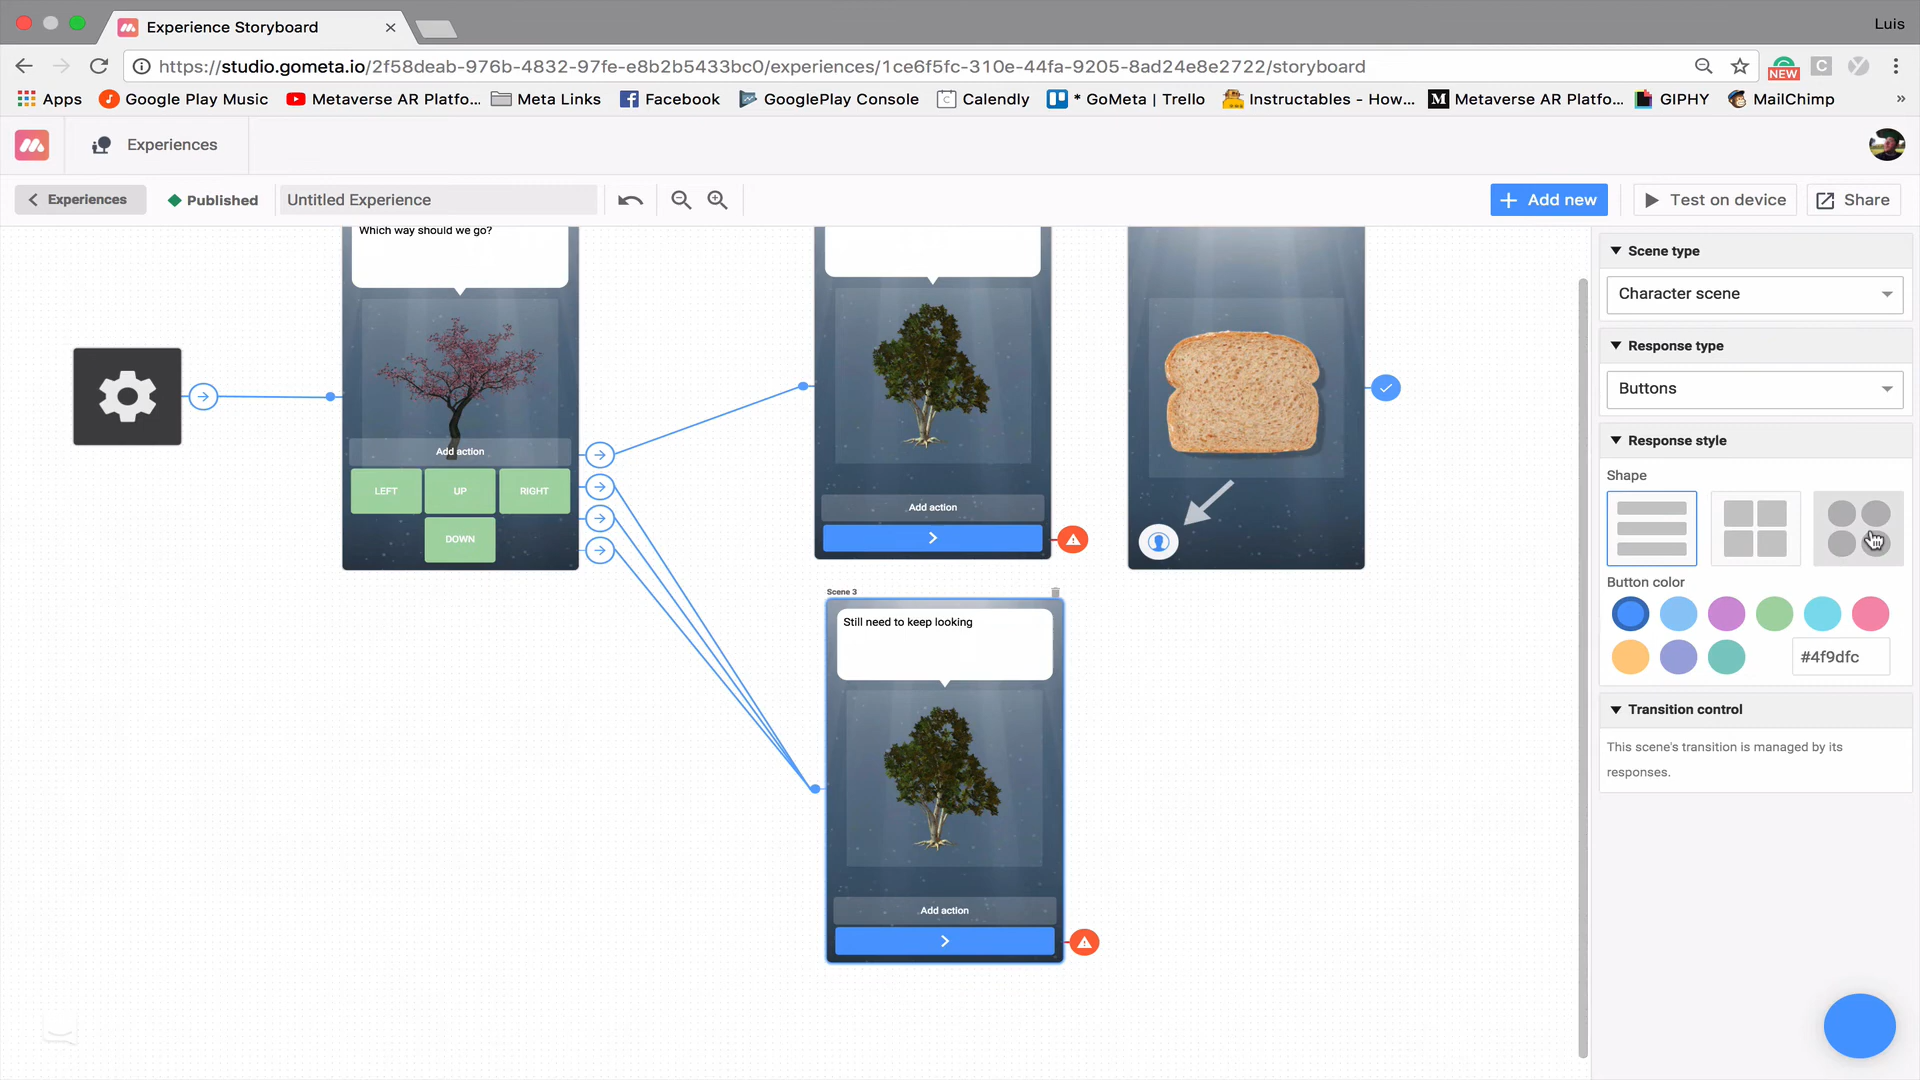 Experience Storyboard
Luis
https://studio.gometa.io/2f58deab-976b-4832-97fe-e8b2b5433bc0/experiences/1ce6f5fc-310e-44fa-9205-8ad24e8e2722/storyboard
NEW
C
Apps
Google Play Music
Metaverse AR Platfo...
Meta Links
Facebook
GooglePlay Console
Calendly
* GoMeta | Trello
Instructables - How...
Metaverse AR Platfo...
GIPHY
MailChimp
»
Experiences
Experiences
Published
Untitled Experience
Add new
Test on device
Share
Which way should we go?
Add action
LEFT
UP
RIGHT
DOWN
Add action
Scene 3
Still need to keep looking
Add action
Scene type
Character scene
Response type
Buttons
Response style
Shape
Button color
#4f9dfc
Transition control
This scene's transition is managed by its
responses.